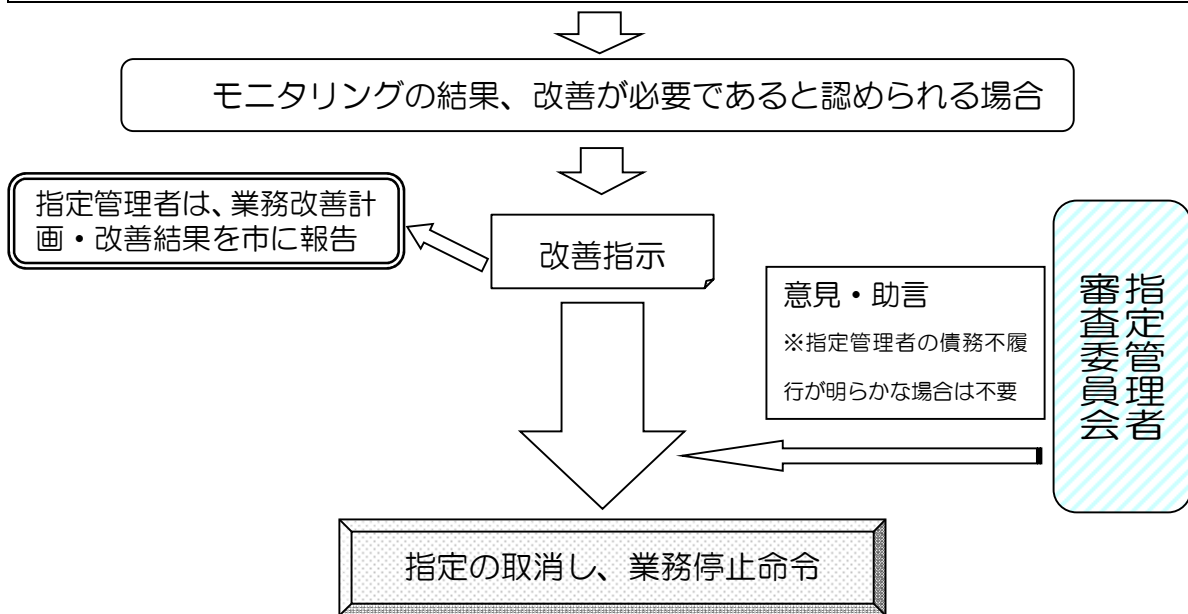 モニタリングの結果、改善が必要であると認められる場合
指定管理者は、業務改善計
画・改善結果を市に報告
改善指示
意見・助言
※指定管理者の債務不履
行が明らかな場合は不要
指定管理者
審査委員会
指定の取消し、業務停止命令